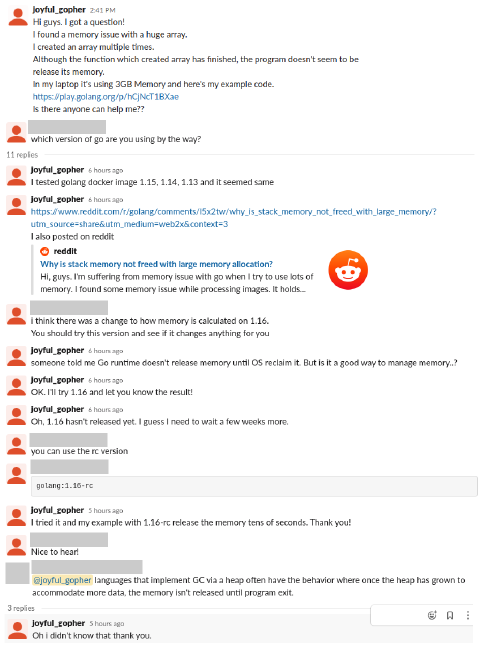 joyful_gopher 2:41 PM
Hi guys. I got a question!
I found a memory issue with a huge array.
I created an array multiple times.
Although the function which created array has finished, the program doesn't seem to be
release its memory.
In my laptop it's using 3GB Memory and here's my example code.
https://play.golang.org/p/hCjNcT1BXae
Is there anyone can help me??
which version of go are you using by the way?
11 replies
joyful_gopher 6 hours ago
I tested golang docker image 1.15, 1.14, 1.13 and it seemed same
joyful_gopher 6 hours ago
https://www.reddit.com/r/golang/comments/l5x2tw/why_is_stack_memory_not_freed_with_large_memory/?
utm_source=share&utm_medium=web2x&context=3
I also posted on reddit
reddit
Why is stack memory not freed with large memory allocation?
Hi, guys. I'm suffering from memory issue with go when I try to use lots of
memory. I found some memory issue while processing images. It holds...
i think there was a change to how memory is calculated on 1.16.
You should try this version and see if it changes anything for you
joyful_gopher 6 hours ago
someone told me Go runtime doesn't release memory until OS reclaim it. But is it a good way to manage memory..?
joyful_gopher 6 hours ago
OK. I'll try 1.16 and let you know the result!
joyful_gopher 6 hours ago
Oh, 1.16 hasn't released yet. I guess I need to wait a few weeks more.
you can use the rc version
golang:1.16-rc
joyful_gopher 5 hours ago
I tried it and my example with 1.16-rc release the memory tens of seconds. Thank you!
Nice to hear!
@joyful_gopher languages that implement GC via a heap often have the behavior where once the heap has grown to
accommodate more data, the memory isn't released until program exit.
3 replies
joyful_gopher 5 hours ago
Oh i didn't know that thank you.